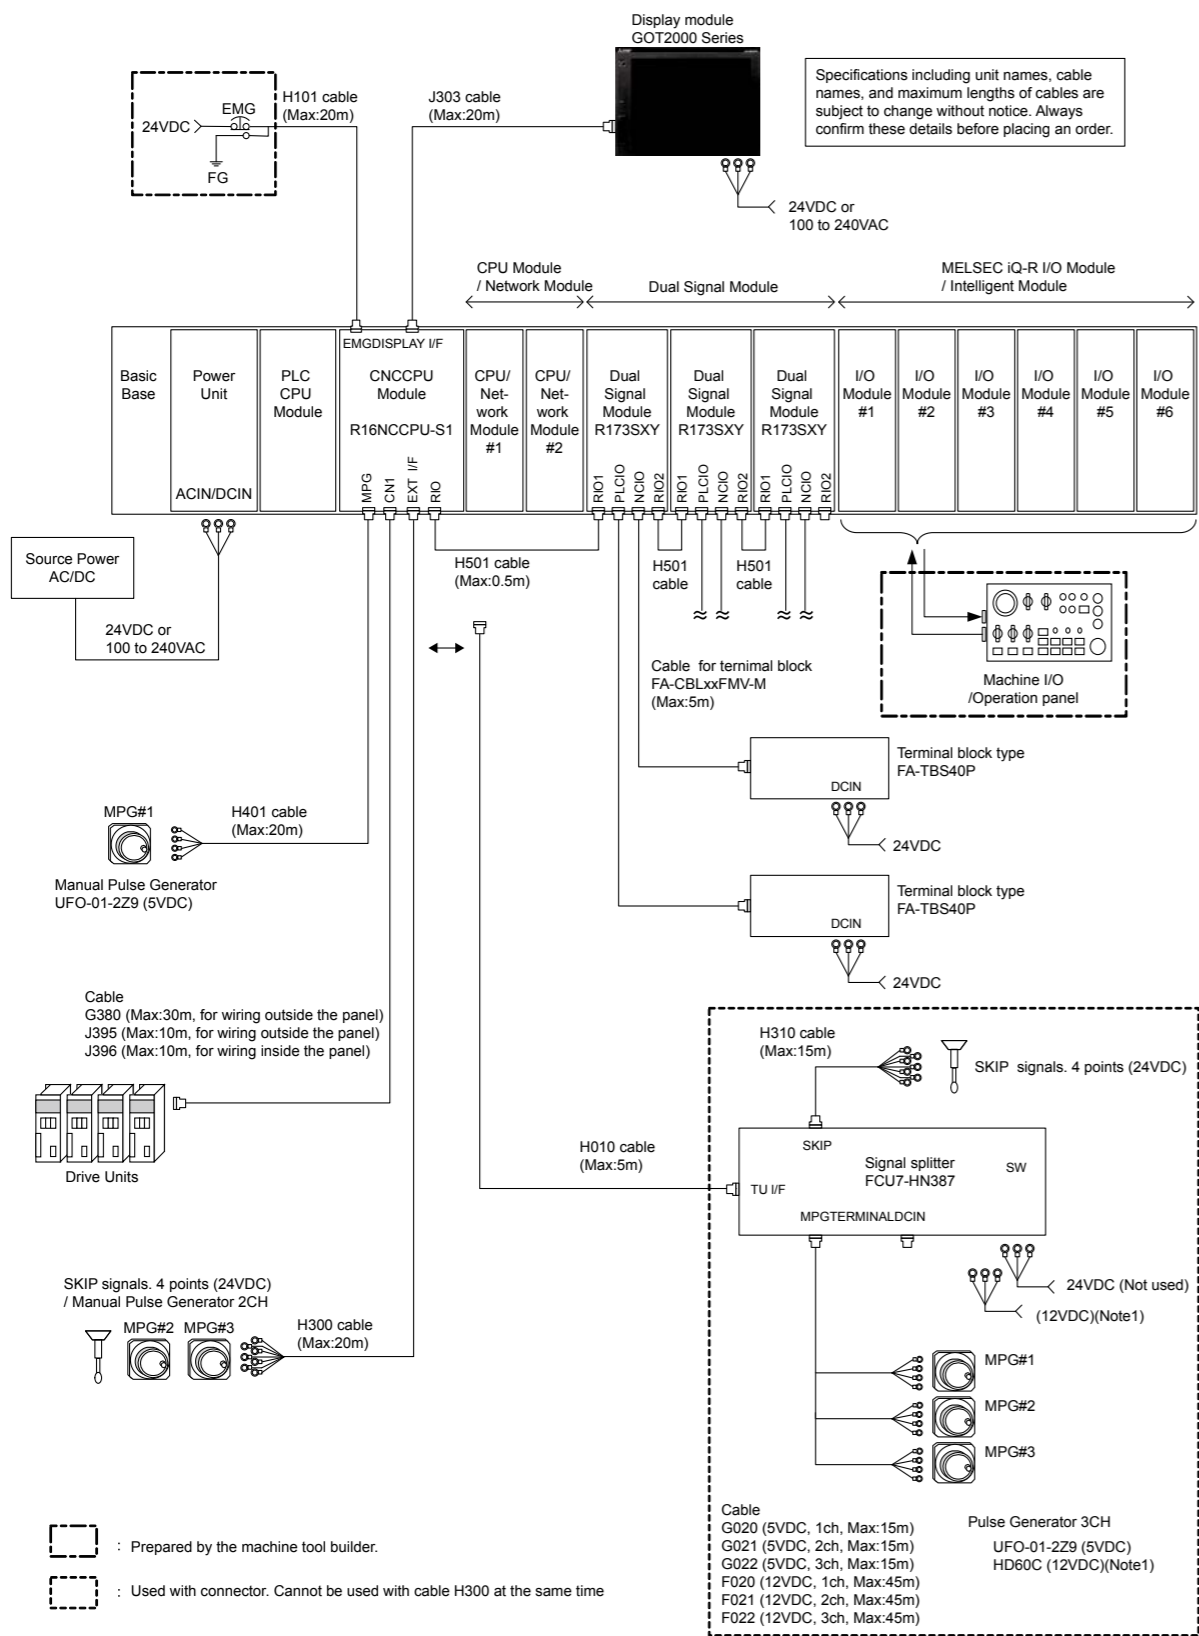 Display module
GOT2000 Series
Specifications including unit names, cable
names, and maximum lengths of cables are
subject to change without notice. Always
confirm these details before placing an order.
H101 cable
(Max:20m)
J303 cable
(Max:20m)
EMG
24VDC
FG
24VDC or
100 to 240VAC
CPU Module
/ Network Module
Dual Signal Module
MELSEC iQ-R I/O Module
/ Intelligent Module
Basic
Base
Power
Unit
ACIN/DCIN
PLC
CPU
Module
EMGDISPLAY I/F
CNCCPU
Module
R16NCCPU-S1
MPG
CN1
EXT I/F
RIO
CPU/
Net-
work
Module
#1
CPU/
Net-
work
Module
#2
Dual
Signal
Module
R173SXY
RIO1
PLCIO
NCIO
RIO2
Dual
Signal
Module
R173SXY
RIO1
PLCIO
NCIO
RIO2
Dual
Signal
Module
R173SXY
RIO1
PLCIO
NCIO
RIO2
I/O
Module
#1
I/O
Module
#2
I/O
Module
#3
I/O
Module
#4
I/O
Module
#5
I/O
Module
#6
Source Power
AC/DC
24VDC or
100 to 240VAC
H501 cable
(Max:0.5m)
H501
cable
H501
cable
Machine I/O
/Operation panel
Cable for ternimal block
FA-CBLxxFMV-M
(Max:5m)
Terminal block type
FA-TBS40P
DCIN
24VDC
MPG#1
H401 cable
(Max:20m)
Manual Pulse Generator
UFO-01-2Z9 (5VDC)
Terminal block type
FA-TBS40P
DCIN
24VDC
Cable
G380 (Max:30m, for wiring outside the panel)
J395 (Max:10m, for wiring outside the panel)
J396 (Max:10m, for wiring inside the panel)
Drive Units
H310 cable
(Max:15m)
SKIP signals. 4 points (24VDC)
H010 cable
(Max:5m)
SKIP
Signal splitter
FCU7-HN387
SW
TU I/F
MPGTERMINALDCIN
24VDC (Not used)
(12VDC)(Note1)
SKIP signals. 4 points (24VDC)
/ Manual Pulse Generator 2CH
MPG#2 MPG#3
H300 cable
(Max:20m)
MPG#1
MPG#2
MPG#3
Cable
G020 (5VDC, 1ch, Max:15m)
G021 (5VDC, 2ch, Max:15m)
G022 (5VDC, 3ch, Max:15m)
F020 (12VDC, 1ch, Max:45m)
F021 (12VDC, 2ch, Max:45m)
F022 (12VDC, 3ch, Max:45m)
Pulse Generator 3CH
UFO-01-2Z9 (5VDC)
HD60C (12VDC)(Note1)
: Prepared by the machine tool builder.
: Used with connector. Cannot be used with cable H300 at the same time